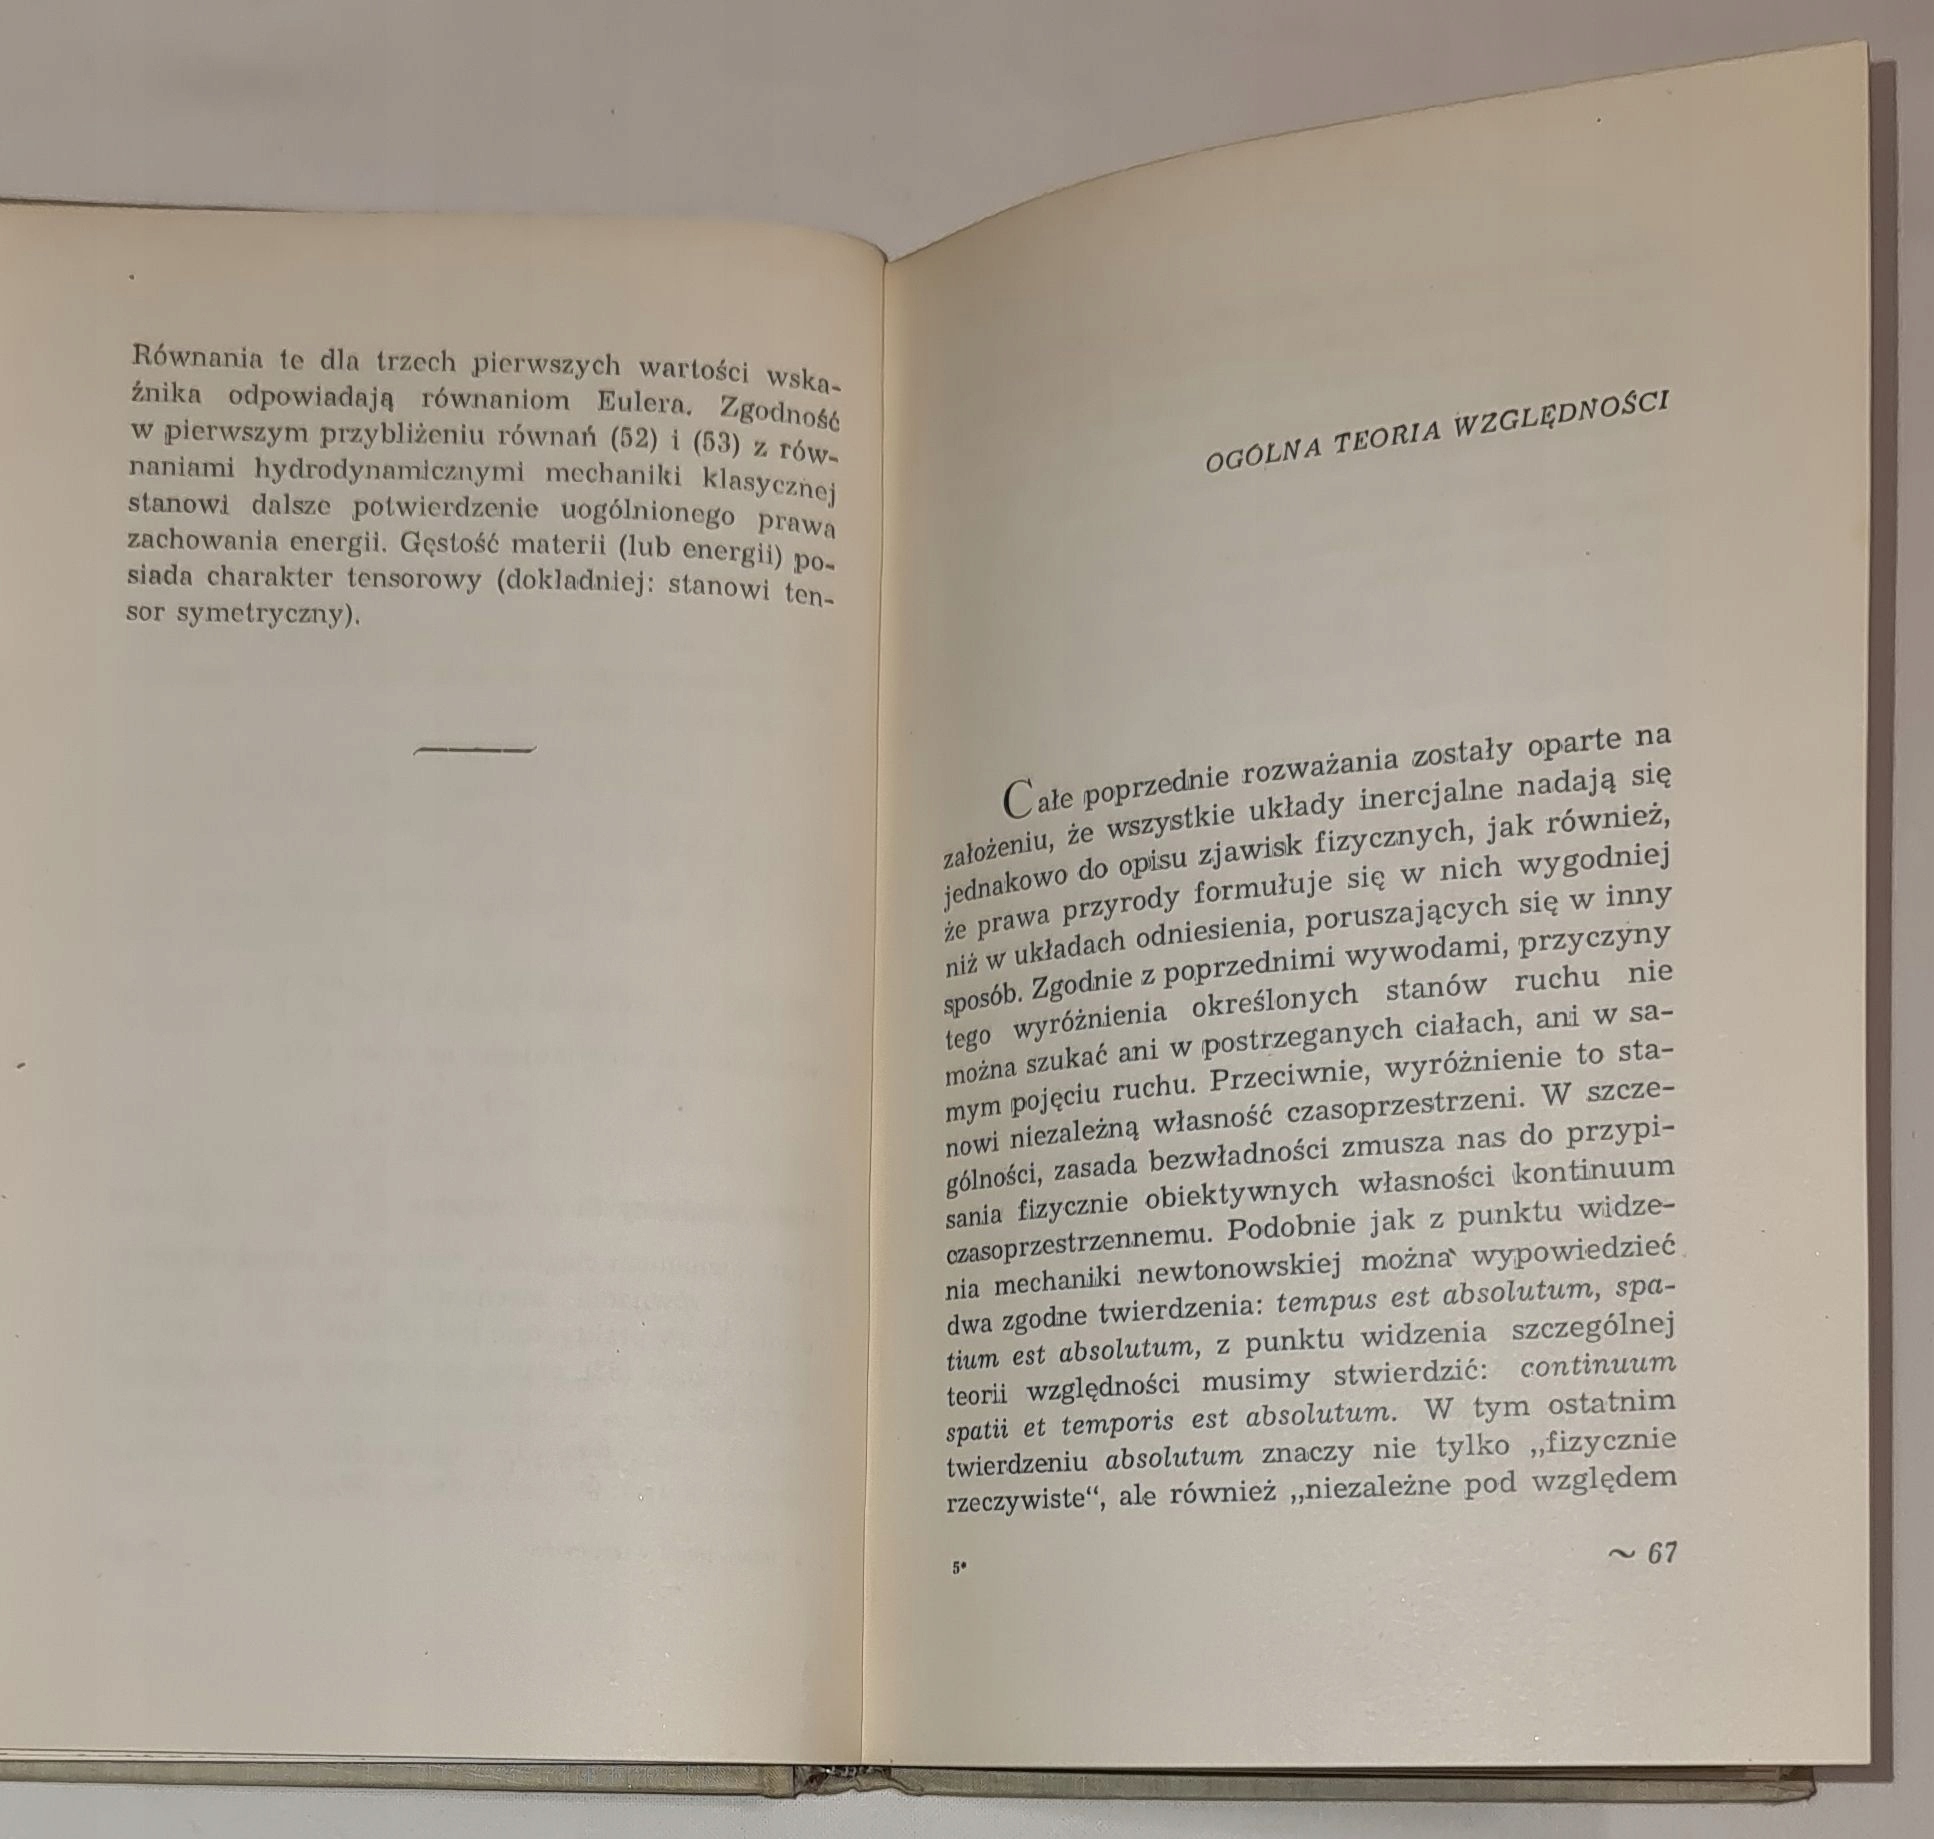 Równania te dla trzech pierwszych wartości wska-
źnika odpowiadają równaniom Eulera. Zgodność
w pierwszym przybliżeniu równań (52) i (53) z rów-
naniami hydrodynamicznymi mechaniki klasycznej
stanowi dalsze potwierdzenie uogólnionego prawa
zachowania energii. Gęstość materii (lub energii) po-
siada charakter tensorowy (dokładniej: stanowi ten-
sor symetryczny).
OGÓLNA TEORIA WZGLĘDNOŚCI
Całe poprzednie rozważania zostały oparte na
założeniu, że wszystkie układy inercjalne nadają się
jednakowo do opisu zjawisk fizycznych, jak również,
że prawa przyrody formułuje się w nich wygodniej
niż w układach odniesienia, poruszających się w inny
sposób. Zgodnie z poprzednimi wywodami, przyczyny
tego wyróżnienia określonych stanów ruchu nie
można szukać ani w postrzeganych ciałach, ani w sa-
mym pojęciu ruchu. Przeciwnie, wyróżnienie to sta-
nowi niezależną własność czasoprzestrzeni. W szcze-
gólności, zasada bezwładności zmusza nas do przypi-
sania fizycznie obiektywnych własności kontinuum
czasoprzestrzennemu. Podobnie jak z punktu widze-
nia mechaniki newtonowskiej można wypowiedzieć
dwa zgodne twierdzenia: tempus est absolutum, spa-
tium est absolutum, z punktu widzenia szczególnej
teorii względności musimy stwierdzić: continuum
spatii et temporis est absolutum. W tym ostatnim
twierdzeniu absolutum znaczy nie tylko „fizycznie
rzeczywiste“, ale również „niezależne pod względem
5*
~ 67